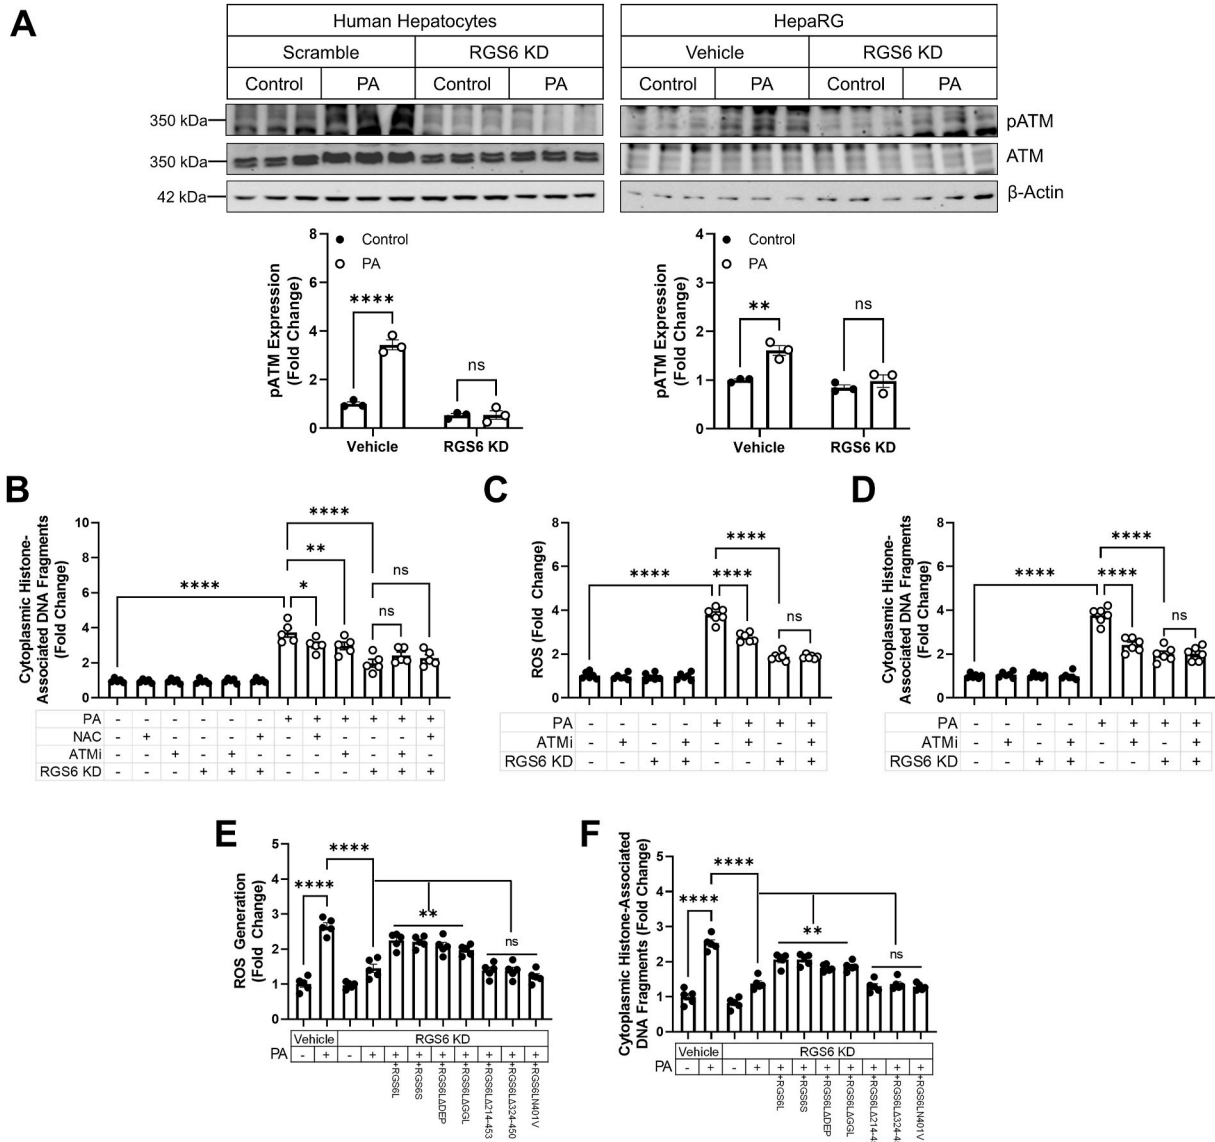 A
Human Hepatocytes
HepaRG
Scramble RGS6 KD
Vehicle RGS6 KD
Control PA Control PA
Control PA Control PA
350 kDa
pATM
350 kDa
ATM
42 kDa
β-Actin
pATM Expression
(Fold Change)
8
6
4
2
0
Control
PA
****
ns
Vehicle RGS6 KD
pATM Expression
(Fold Change)
4
3
2
1
0
Control
PA
**
ns
Vehicle RGS6 KD
B
Cytoplasmic Histone-
Associated DNA Fragments
(Fold Change)
10
8
6
4
2
0
****
****
**
*
ns
ns
PA - - - - - - + + + + + +
NAC - + - - - + - + - - - +
ATMi - - + - + - - - + - + -
RGS6 KD - - - + + + - - - + + +
C
ROS (Fold Change)
8
6
4
2
0
****
****
****
ns
PA - - - - + + + +
ATMi - + - + - + - +
RGS6 KD - - + + - - + +
D
Cytoplasmic Histone-
Associated DNA Fragments
(Fold Change)
8
6
4
2
0
****
****
****
ns
PA - - - - + + + +
ATMi - + - + - + - +
RGS6 KD - - + + - - + +
E
ROS Generation
(Fold Change)
5
4
3
2
1
0
****
****
**
ns
Vehicle RGS6 KD
PA - + - + + + + + + + +
+RGS6L
+RGS6S
+RGS6LΔDEP
+RGS6LΔGGL
+RGS6LΔ214-453
+RGS6LΔ324-450
+RGS6LN401V
F
Cytoplasmic Histone-Associated
DNA Fragments (Fold Change)
5
4
3
2
1
0
****
****
**
ns
Vehicle RGS6 KD
PA - + - + + + + + + + +
+RGS6L
+RGS6S
+RGS6LΔDEP
+RGS6LΔGGL
+RGS6LΔ214-4
+RGS6LΔ324-4
+RGS6LN401V